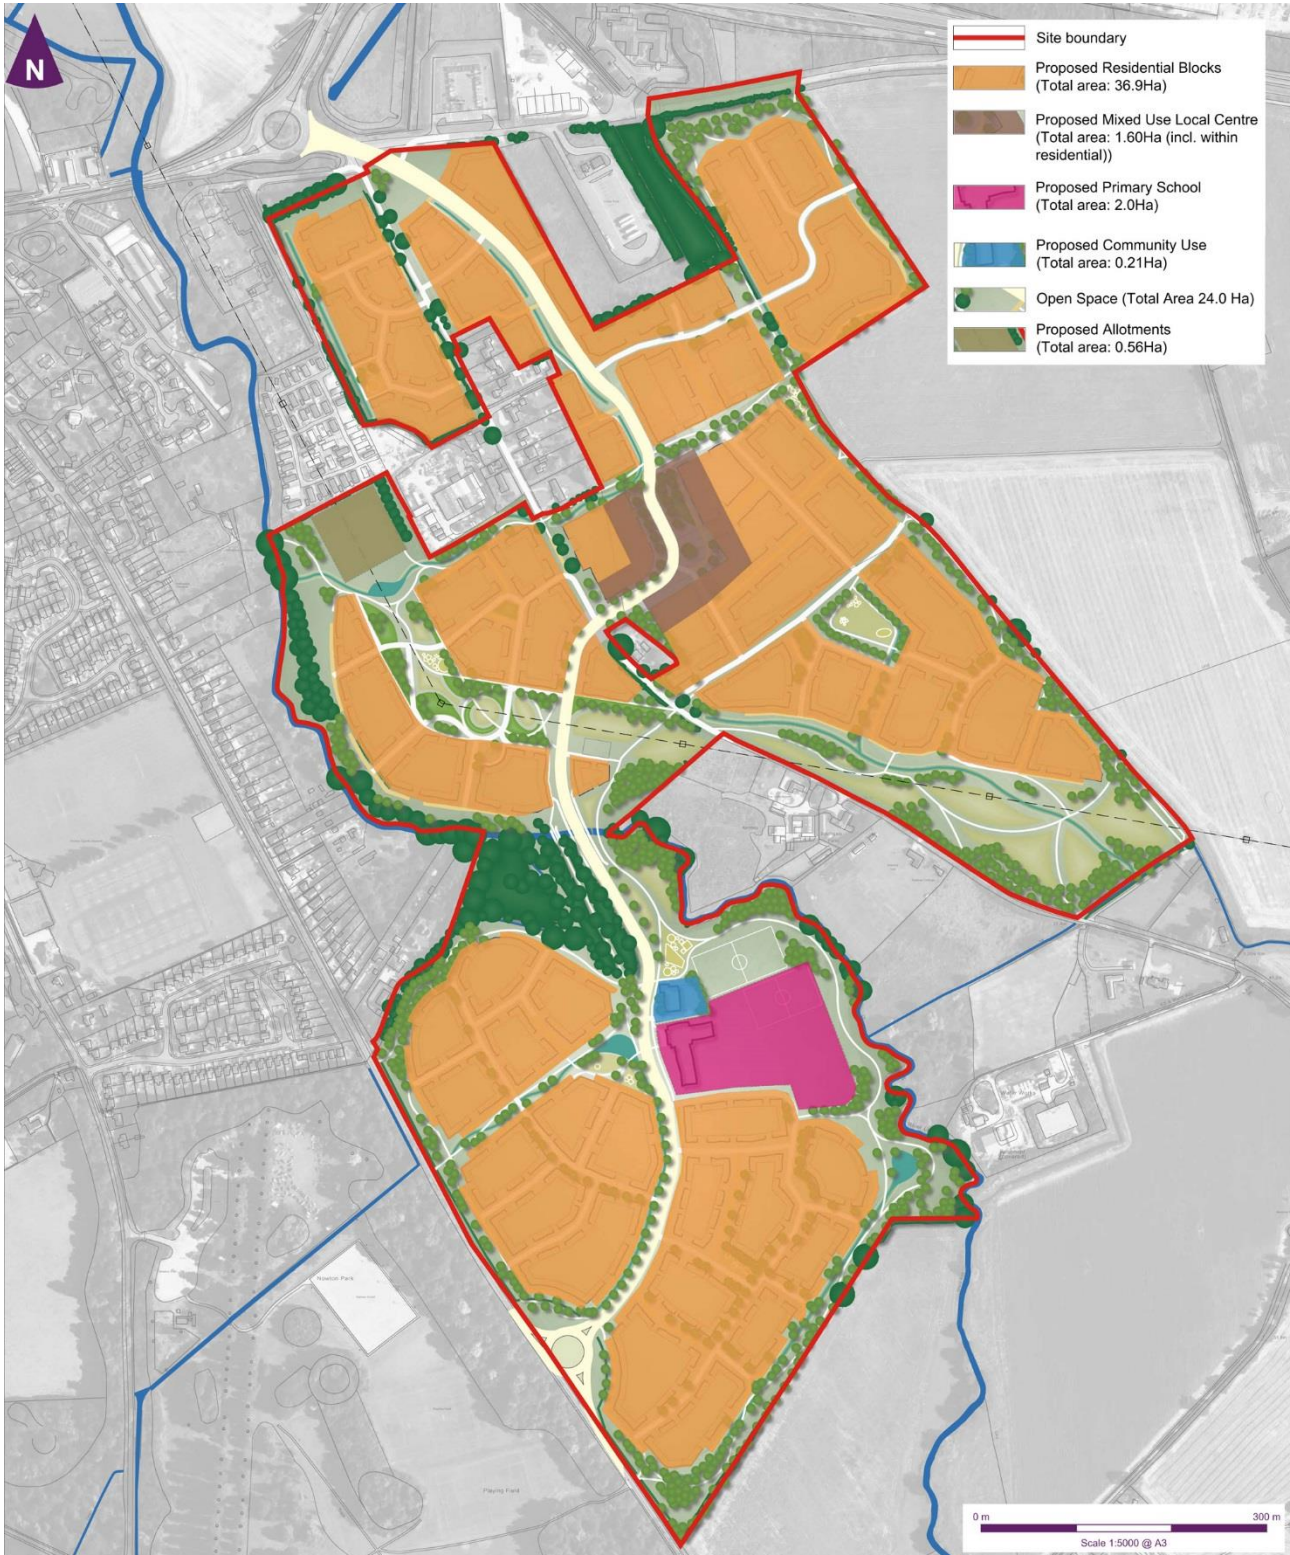 N
Site boundary
Proposed Residential Blocks
(Total area: 36.9Ha)
Proposed Mixed Use Local Centre
(Total area: 1.60Ha (incl. within
residential))
Proposed Primary School
(Total area: 2.0Ha)
Proposed Community Use
(Total area: 0.21Ha)
Open Space (Total Area 24.0 Ha)
Proposed Allotments
(Total area: 0.56Ha)
Playing Field
0 m
300 m
Scale 1:5000 @ A3